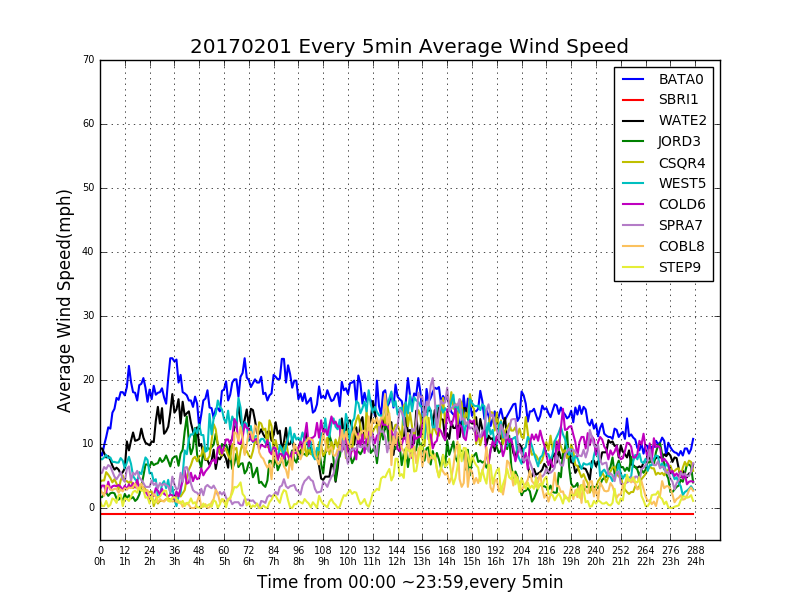 20170201 Every 5min Average Wind Speed
70
60
50
40
30
20
10
0
Average Wind Speed(mph)
BATA0
SBRI1
WATE2
JORD3
CSQR4
WEST5
COLD6
SPRA7
COBL8
STEP9
0 12 24 36 48 60 72 84 96 108 120 132 144 156 168 180 192 204 216 228 240 252 264 276 288
0h 1h 2h 3h 4h 5h 6h 7h 8h 9h 10h 11h 12h 13h 14h 15h 16h 17h 18h 19h 20h 21h 22h 23h 24h
Time from 00:00 ~23:59,every 5min